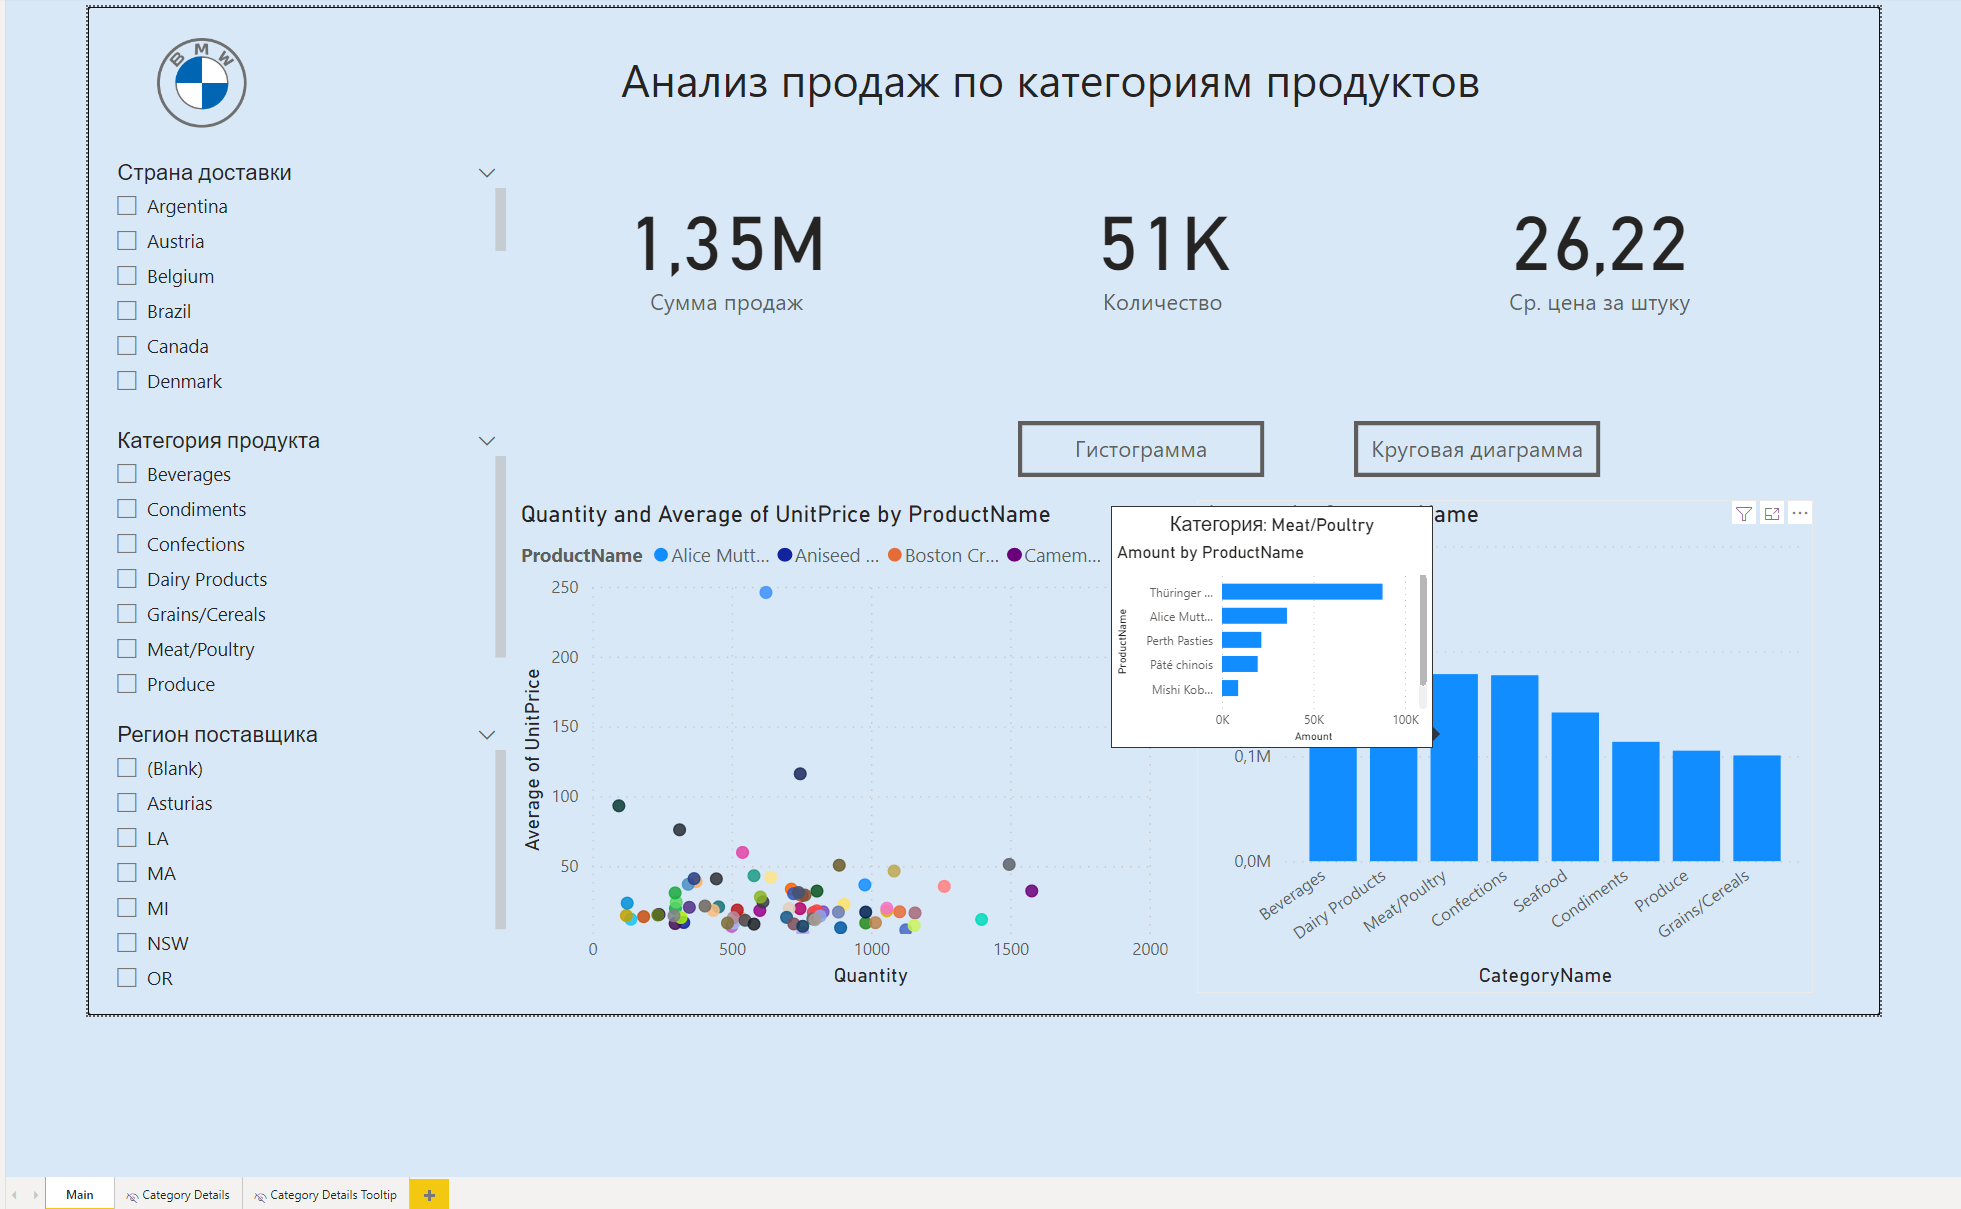 BMW
Анализ продаж по категориям продуктов
Страна доставки
Argentina
Austria
Belgium
Brazil
Canada
Denmark
Категория продукта
Beverages
Condiments
Confections
Dairy Products
Grains/Cereals
Meat/Poultry
Produce
Регион поставщика
(Blank)
Asturias
LA
MA
MI
NSW
OR
1,35M
Сумма продаж
51K
Количество
26,22
Ср. цена за штуку
Гистограмма
Круговая диаграмма
Quantity and Average of UnitPrice by ProductName
ProductName Alice Mutt... Aniseed ... Boston Cr... Camem...
Average of UnitPrice
250
200
150
100
50
0 500 1000 1500 2000
Quantity
Категория: Meat/Poultry
Amount by ProductName
ProductName
Thüringer ...
Alice Mutt...
Perth Pasties
Pâté chinois
Mishi Kob...
0K 50K 100K
Amount
0,1M
0,0M
Beverages
Dairy Products
Meat/Poultry
Confections
Seafood
Condiments
Produce
Grains/Cereals
CategoryName
Main
Category Details
Category Details Tooltip
+